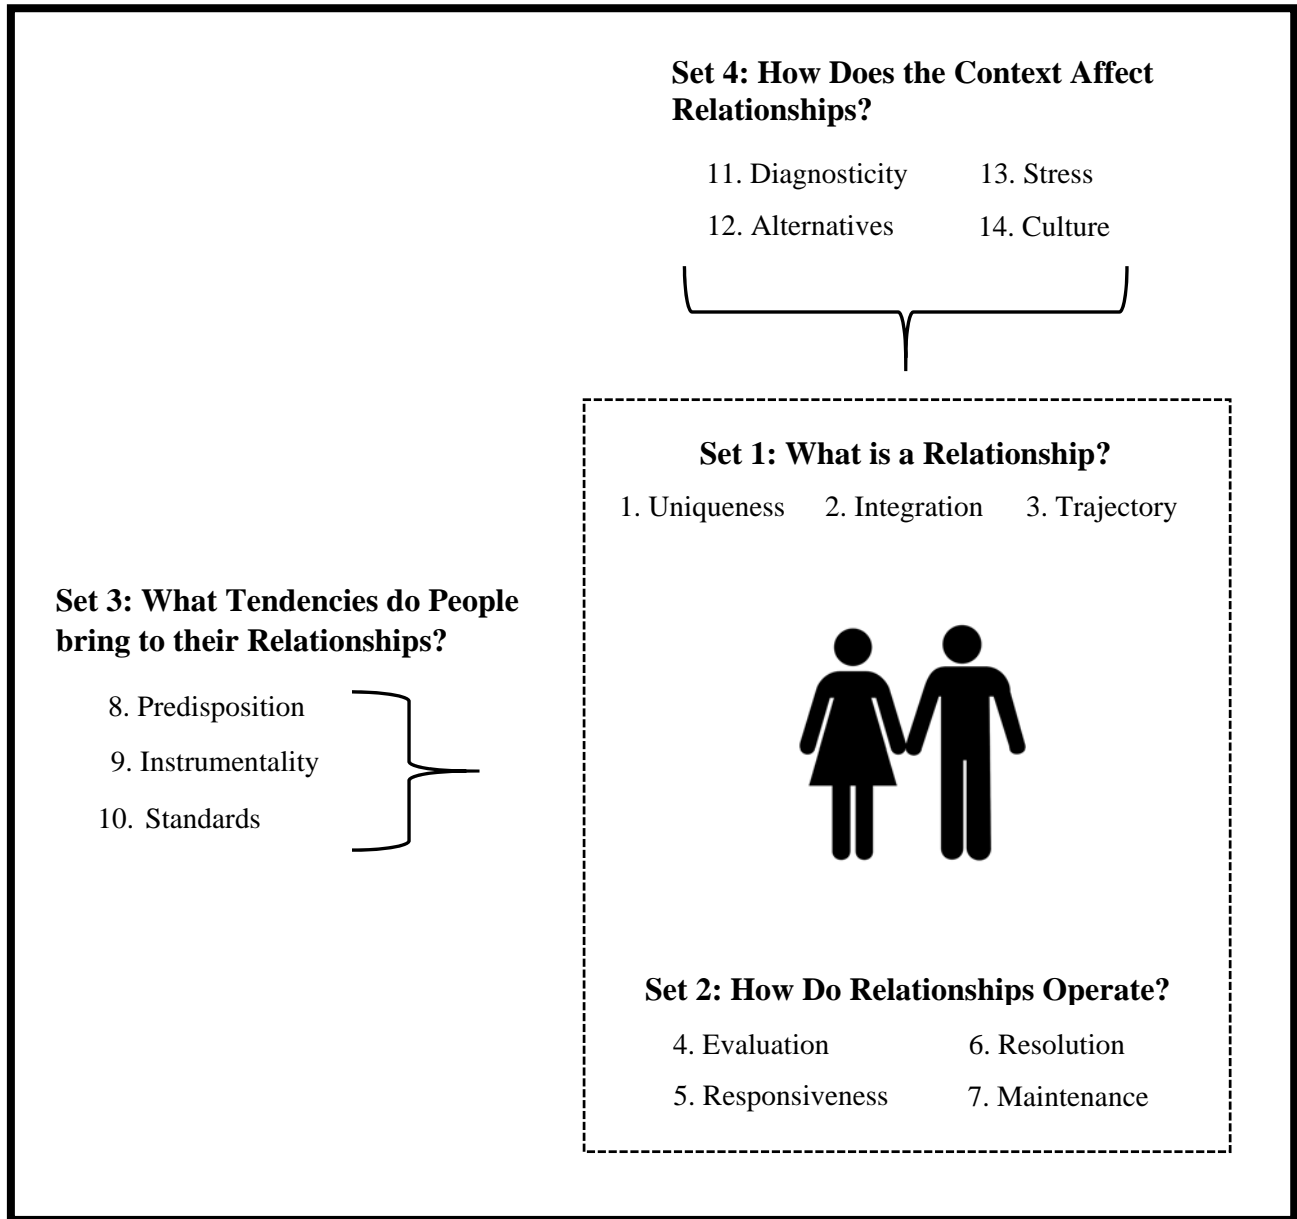 Set 4: How Does the Context Affect
Relationships?
11. Diagnosticity
13. Stress
12. Alternatives
14. Culture
Set 1: What is a Relationship?
1. Uniqueness
2. Integration
3. Trajectory
Set 3: What Tendencies do People
bring to their Relationships?
8. Predisposition
9. Instrumentality
10. Standards
Set 2: How Do Relationships Operate?
4. Evaluation
6. Resolution
5. Responsiveness
7. Maintenance